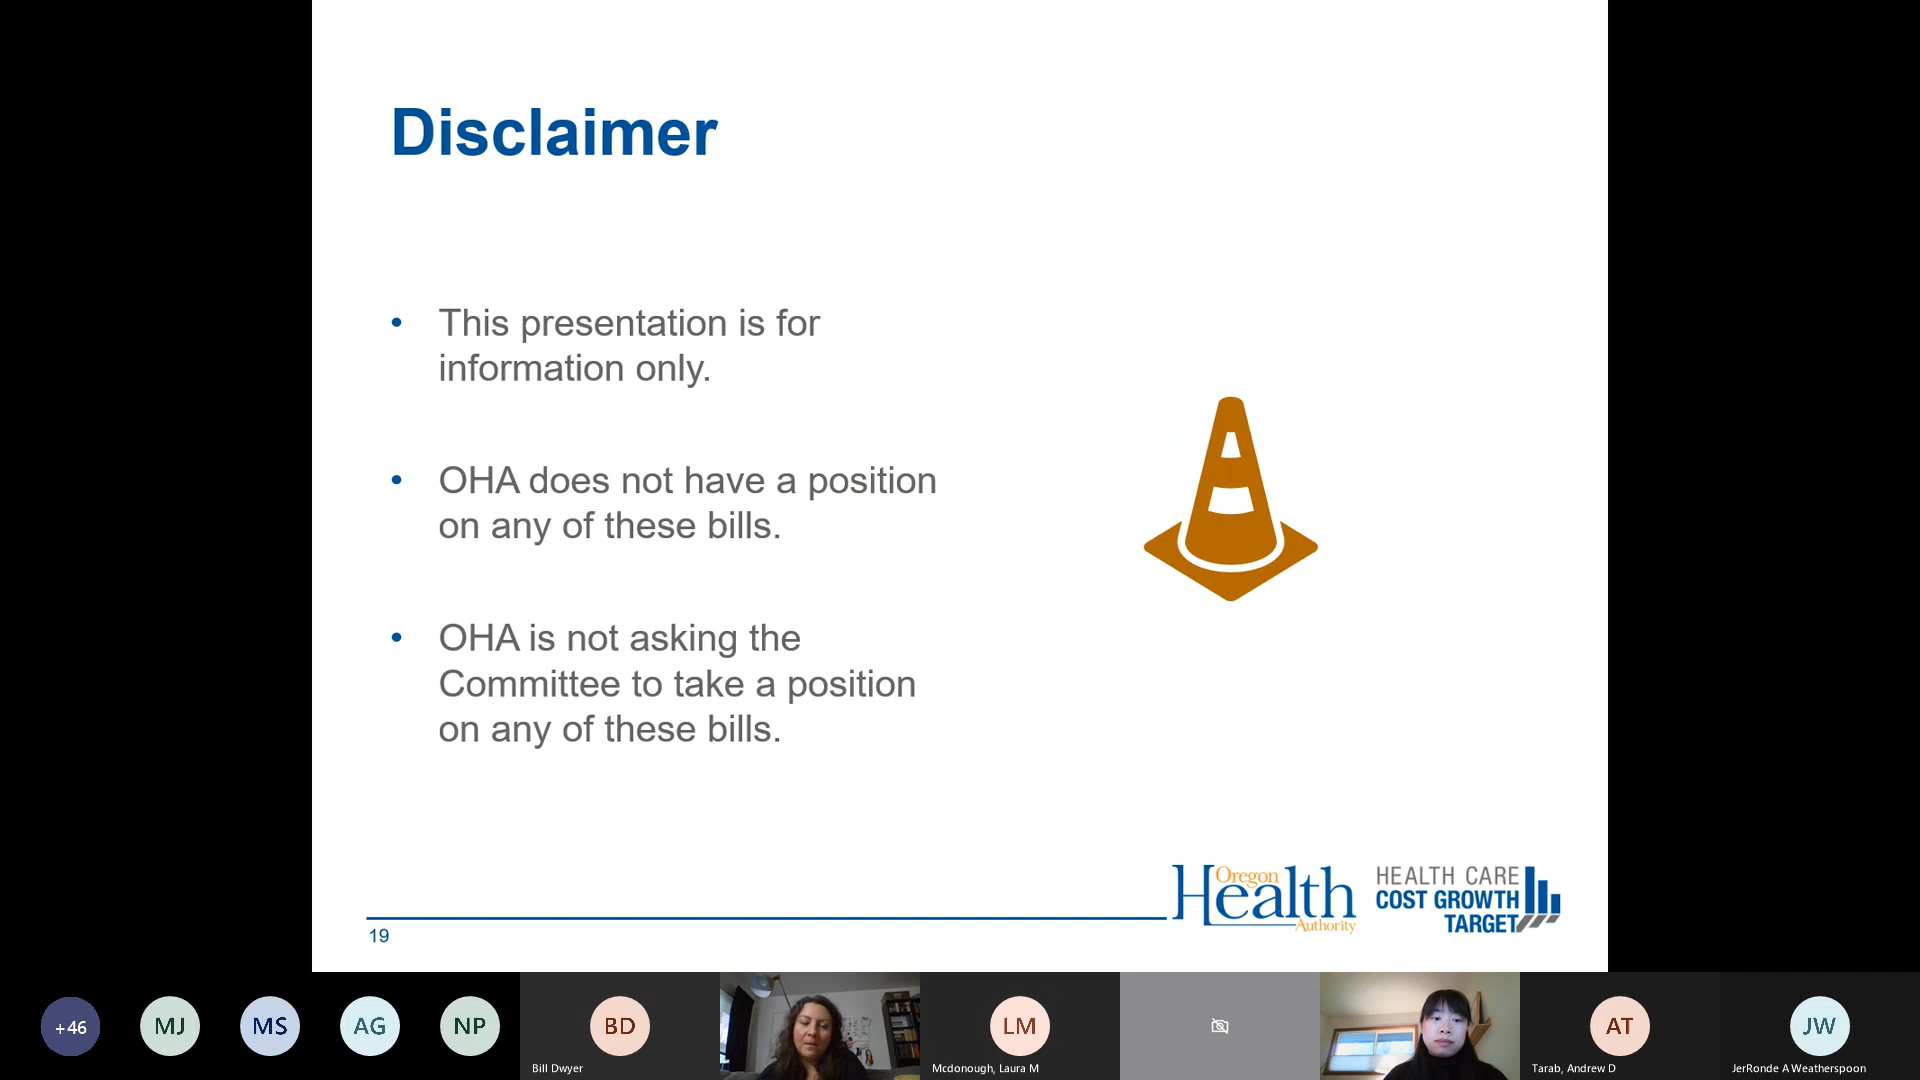 Disclaimer
• This presentation is for
information only.
• OHA does not have a position
on any of these bills.
• OHA is not asking the
Committee to take a position
on any of these bills.
Oregon
Health
Authority
HEALTH CARE
COST GROWTH
TARGET
19
+46
MJ
MS
AG
NP
BD
Bill Dwyer
LM
Mcdonough, Laura M
AT
Tarab, Andrew D
JW
JerRonde A Weatherspoon